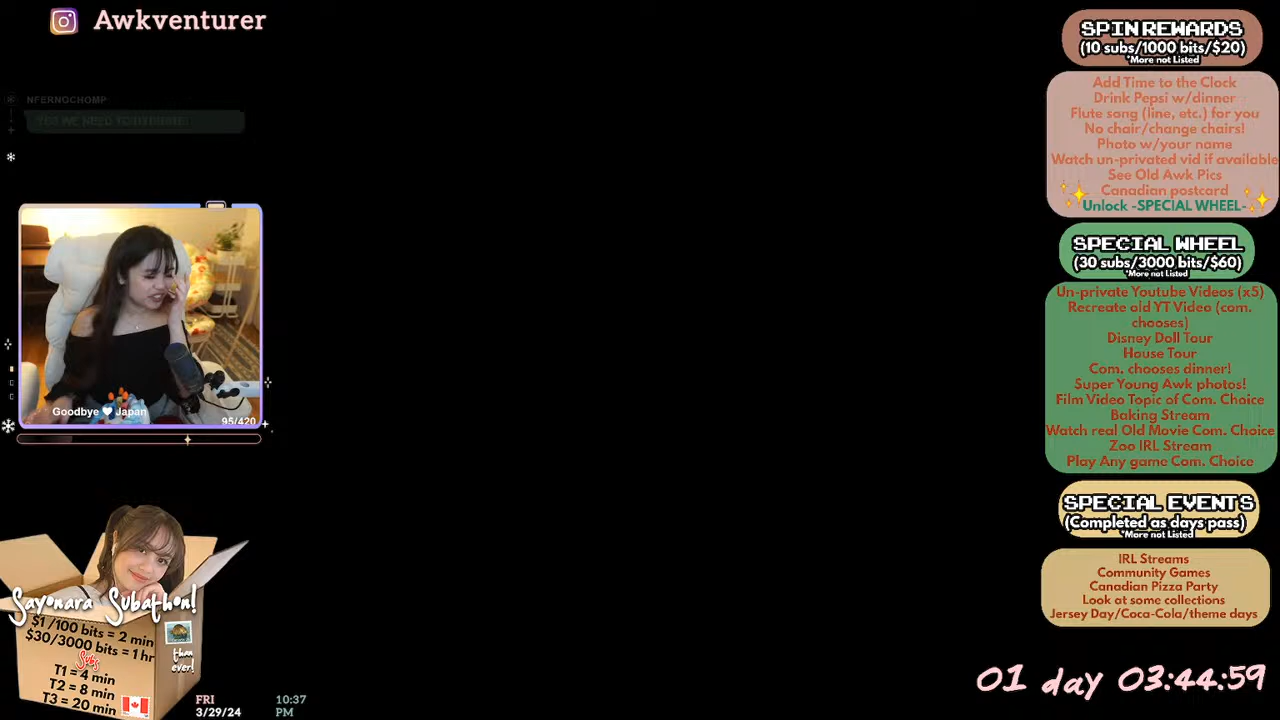 Awkventurer
NFERNOCHOMP
YES WE NEED TO
Goodbye 🤍 Japan
95/420
Sayonara Subathon!
$1/100 bits = 2 min
$30/3000 bits = 1 hr
Subs
T1 = 4 min
T2 = 8 min
T3 = 20 min
than
ever!
FRI
3/29/24
10:37
PM
SPIN REWARDS
(10 subs/1000 bits/$20)
*More not Listed
Add Time to the Clock
Drink Pepsi w/dinner
Flute song (line, etc.) for you
No chair/change chairs!
Photo w/your name
Watch un-privated vid if available
See Old Awk Pics
Canadian postcard
Unlock -SPECIAL WHEEL-
SPECIAL WHEEL
(30 subs/3000 bits/$60)
*More not Listed
Un-private Youtube Videos (x5)
Recreate old YT Video (com.
chooses)
Disney Doll Tour
House Tour
Com. chooses dinner!
Super Young Awk photos!
Film Video Topic of Com. Choice
Baking Stream
Watch real Old Movie Com. Choice
Zoo IRL Stream
Play Any game Com. Choice
SPECIAL EVENTS
(Completed as days pass)
*More not Listed
IRL Streams
Community Games
Canadian Pizza Party
Look at some collections
Jersey Day/Coca-Cola/theme days
01 day 03:44:59